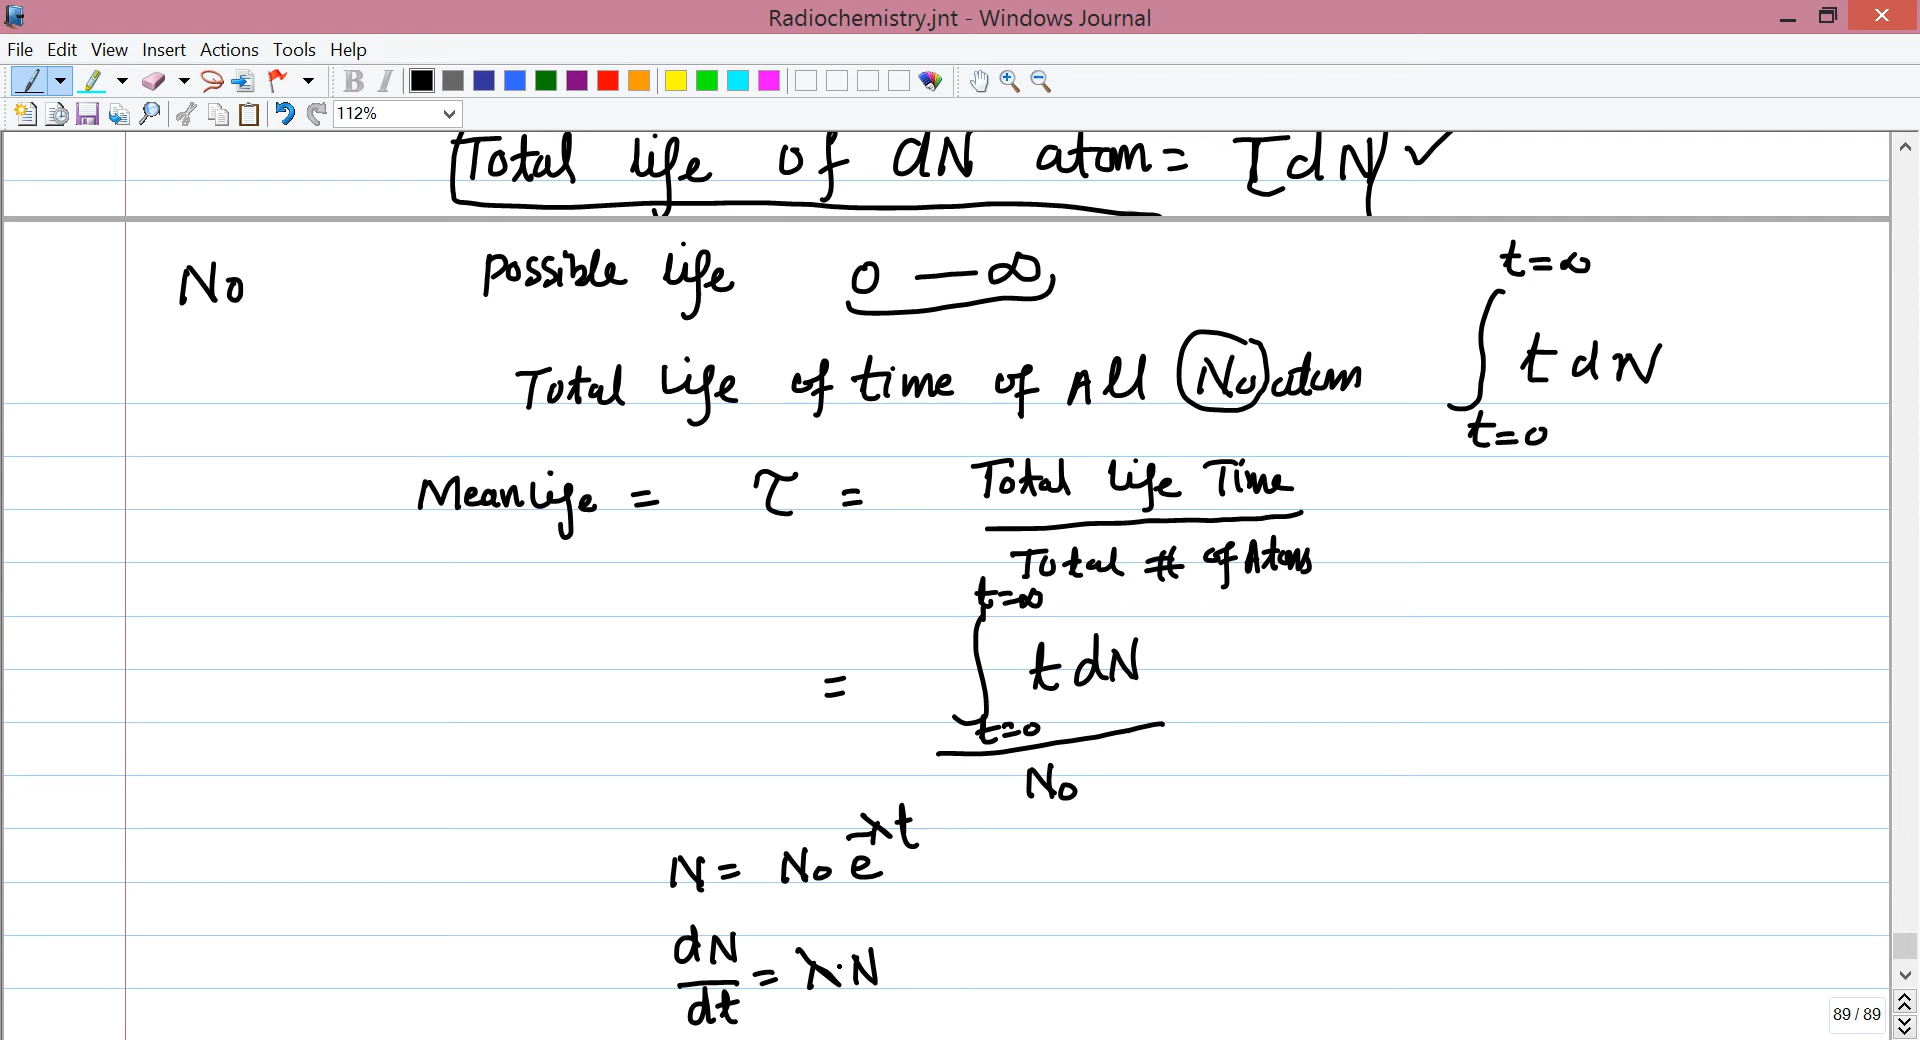 Radiochemistry.jnt - Windows Journal
File Edit View Insert Actions Tools Help
B I
112%
Total life of dN atom = τdN ✓
No possible life 0 — ∞ t=∞
Total life of time of All No atom ∫ t dN
t=0
Mean life = τ = Total life Time
Total # of Atoms
t=∞
= ∫ t dN
t=0
No
N = No e^-λt
dN
— = λ·N
dt
89 / 89